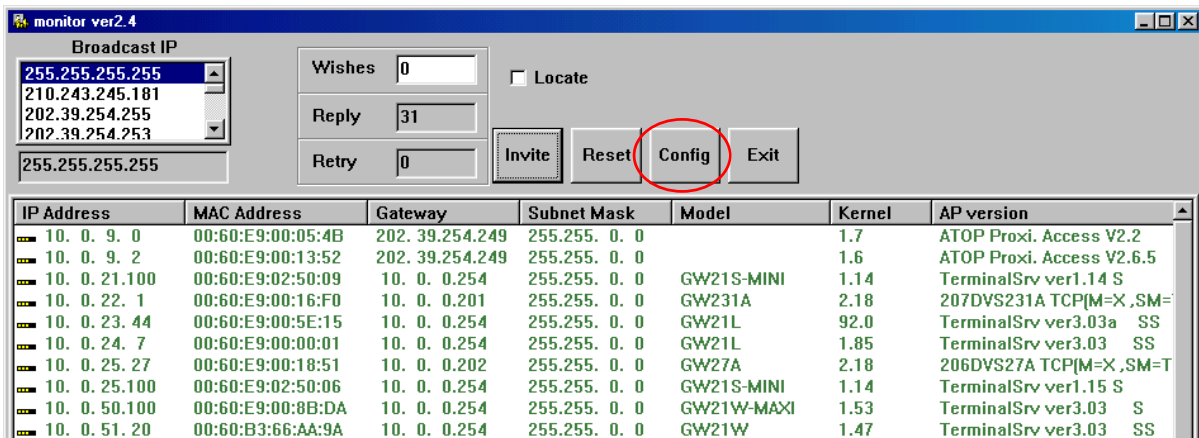 monitor ver2.4
Broadcast IP
255.255.255.255
210.243.245.181
202.39.254.255
202.39.254.253
255.255.255.255
Wishes 0
Reply 31
Retry 0
Locate
Invite Reset Config Exit
IP Address MAC Address Gateway Subnet Mask Model Kernel AP version
10. 0. 9. 0 00:60:E9:00:05:4B 202. 39.254.249 255.255. 0. 0 1.7 ATOP Proxi. Access V2.2
10. 0. 9. 2 00:60:E9:00:13:52 202. 39.254.249 255.255. 0. 0 1.6 ATOP Proxi. Access V2.6.5
10. 0. 21.100 00:60:E9:02:50:09 10. 0. 0.254 255.255. 0. 0 GW21S-MINI 1.14 TerminalSrv ver1.14 S
10. 0.22. 1 00:60:E9:00:16:F0 10. 0. 0.201 255.255. 0. 0 GW231A 2.18 207DVS231A TCP(M=X ,SM=
10. 0. 23. 44 00:60:E9:00:5E:15 10. 0. 0.254 255.255. 0. 0 GW21L 92.0 TerminalSrv ver3.03a SS
10. 0. 24. 7 00:60:E9:00:00:01 10. 0. 0.254 255.255. 0. 0 GW21L 1.85 TerminalSrv ver3.03 SS
10. 0. 25. 27 00:60:E9:00:18:51 10. 0. 0.202 255.255. 0. 0 GW27A 2.18 206DVS27A TCP(M=X ,SM=T
10. 0. 25.100 00:60:E9:02:50:06 10. 0. 0.254 255.255. 0. 0 GW21S-MINI 1.14 TerminalSrv ver1.15 S
10. 0. 50.100 00:60:E9:00:8B:DA 10. 0. 0.254 255.255. 0. 0 GW21W-MAXI 1.53 TerminalSrv ver3.03 S
10. 0. 51. 20 00:60:B3:66:AA:9A 10. 0. 0.254 255.255. 0. 0 GW21W 1.47 TerminalSrv ver3.03 SS